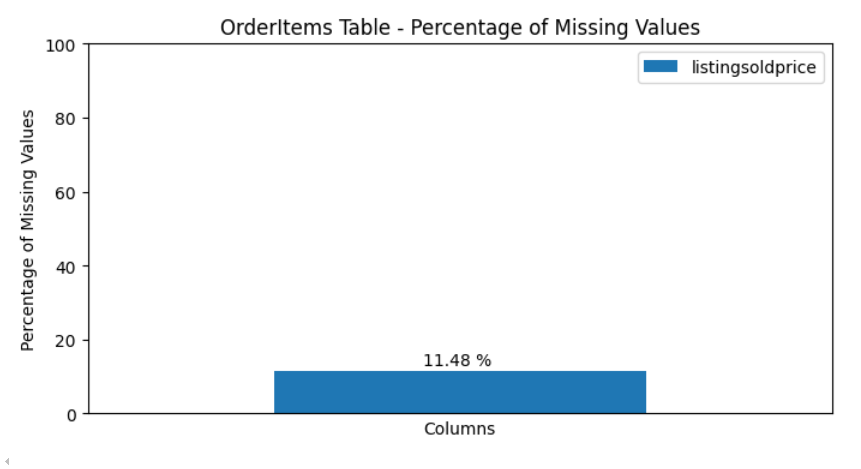 OrderItems Table - Percentage of Missing Values
100
80
60
40
20
0
Percentage of Missing Values
listingsoldprice
11.48 %
Columns